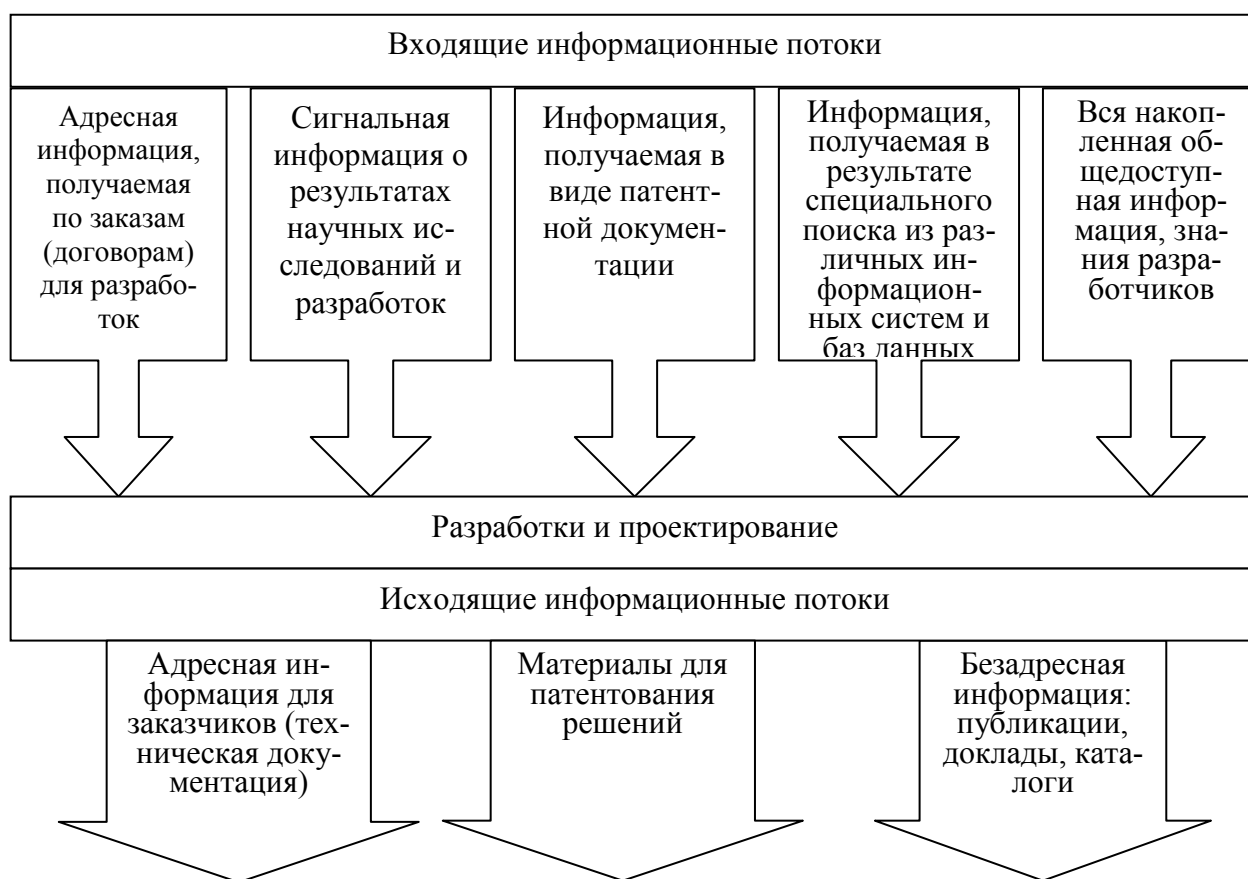 Входящие информационные потоки
Адресная
информация,
получаемая
по заказам
(договорам)
для разрабо-
ток
Сигнальная
информация о
результатах
научных ис-
следований и
разработок
Информация,
получаемая в
виде патент-
ной докумен-
тации
Информация,
получаемая в
результате
специального
поиска из раз-
личных ин-
формацион-
ных систем и
баз данных
Вся накоп-
ленная об-
щедоступ-
ная инфор-
мация, зна-
ния разра-
ботчиков
Разработки и проектирование
Исходящие информационные потоки
Адресная ин-
формация для
заказчиков (тех-
ническая доку-
ментация)
Материалы для
патентования
решений
Безадресная
информация:
публикации,
доклады, ката-
логи